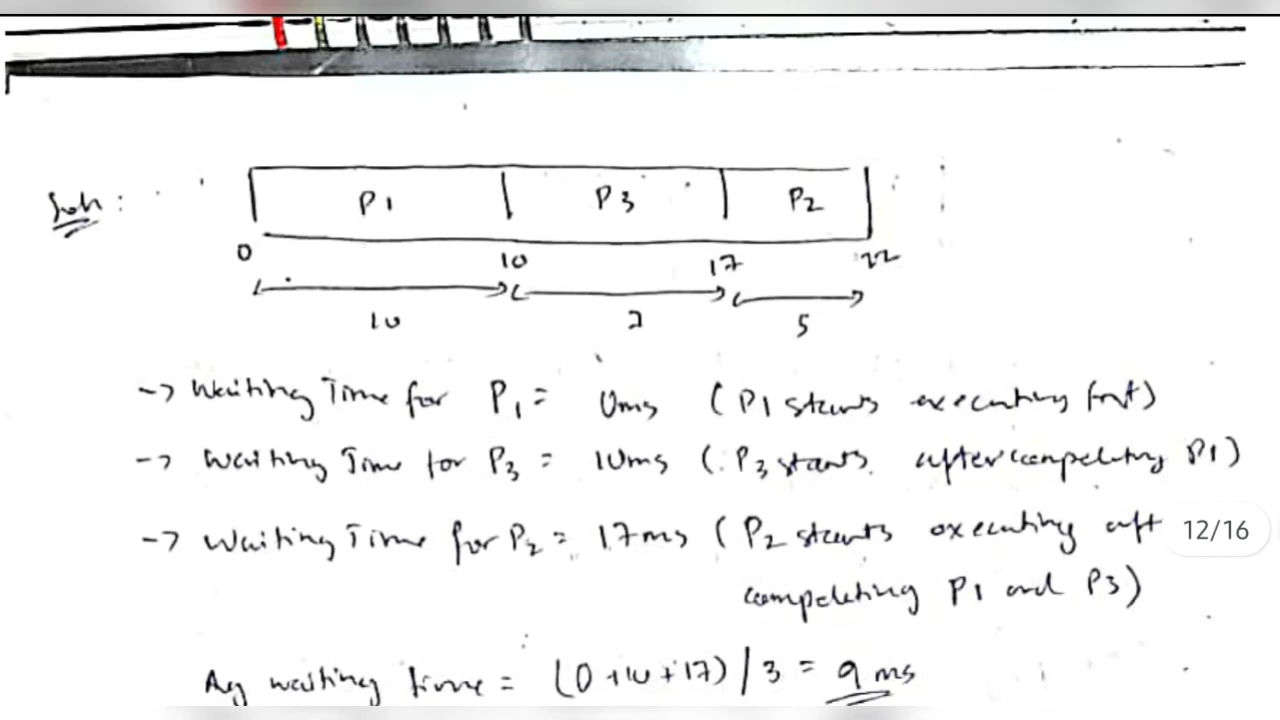 Soln :
P1 P3 P2
0 10 17 22
10 7 5
-> Waiting Time for P1 = 0ms (P1 starts executing first)
-> Waiting Time for P3 = 10ms (P3 starts after compeleting P1)
-> Waiting Time for P2 = 17ms (P2 starts executing aft
12/16
compeleting P1 and P3)
Avg waiting time = (0+10+17)/3 = 9 ms